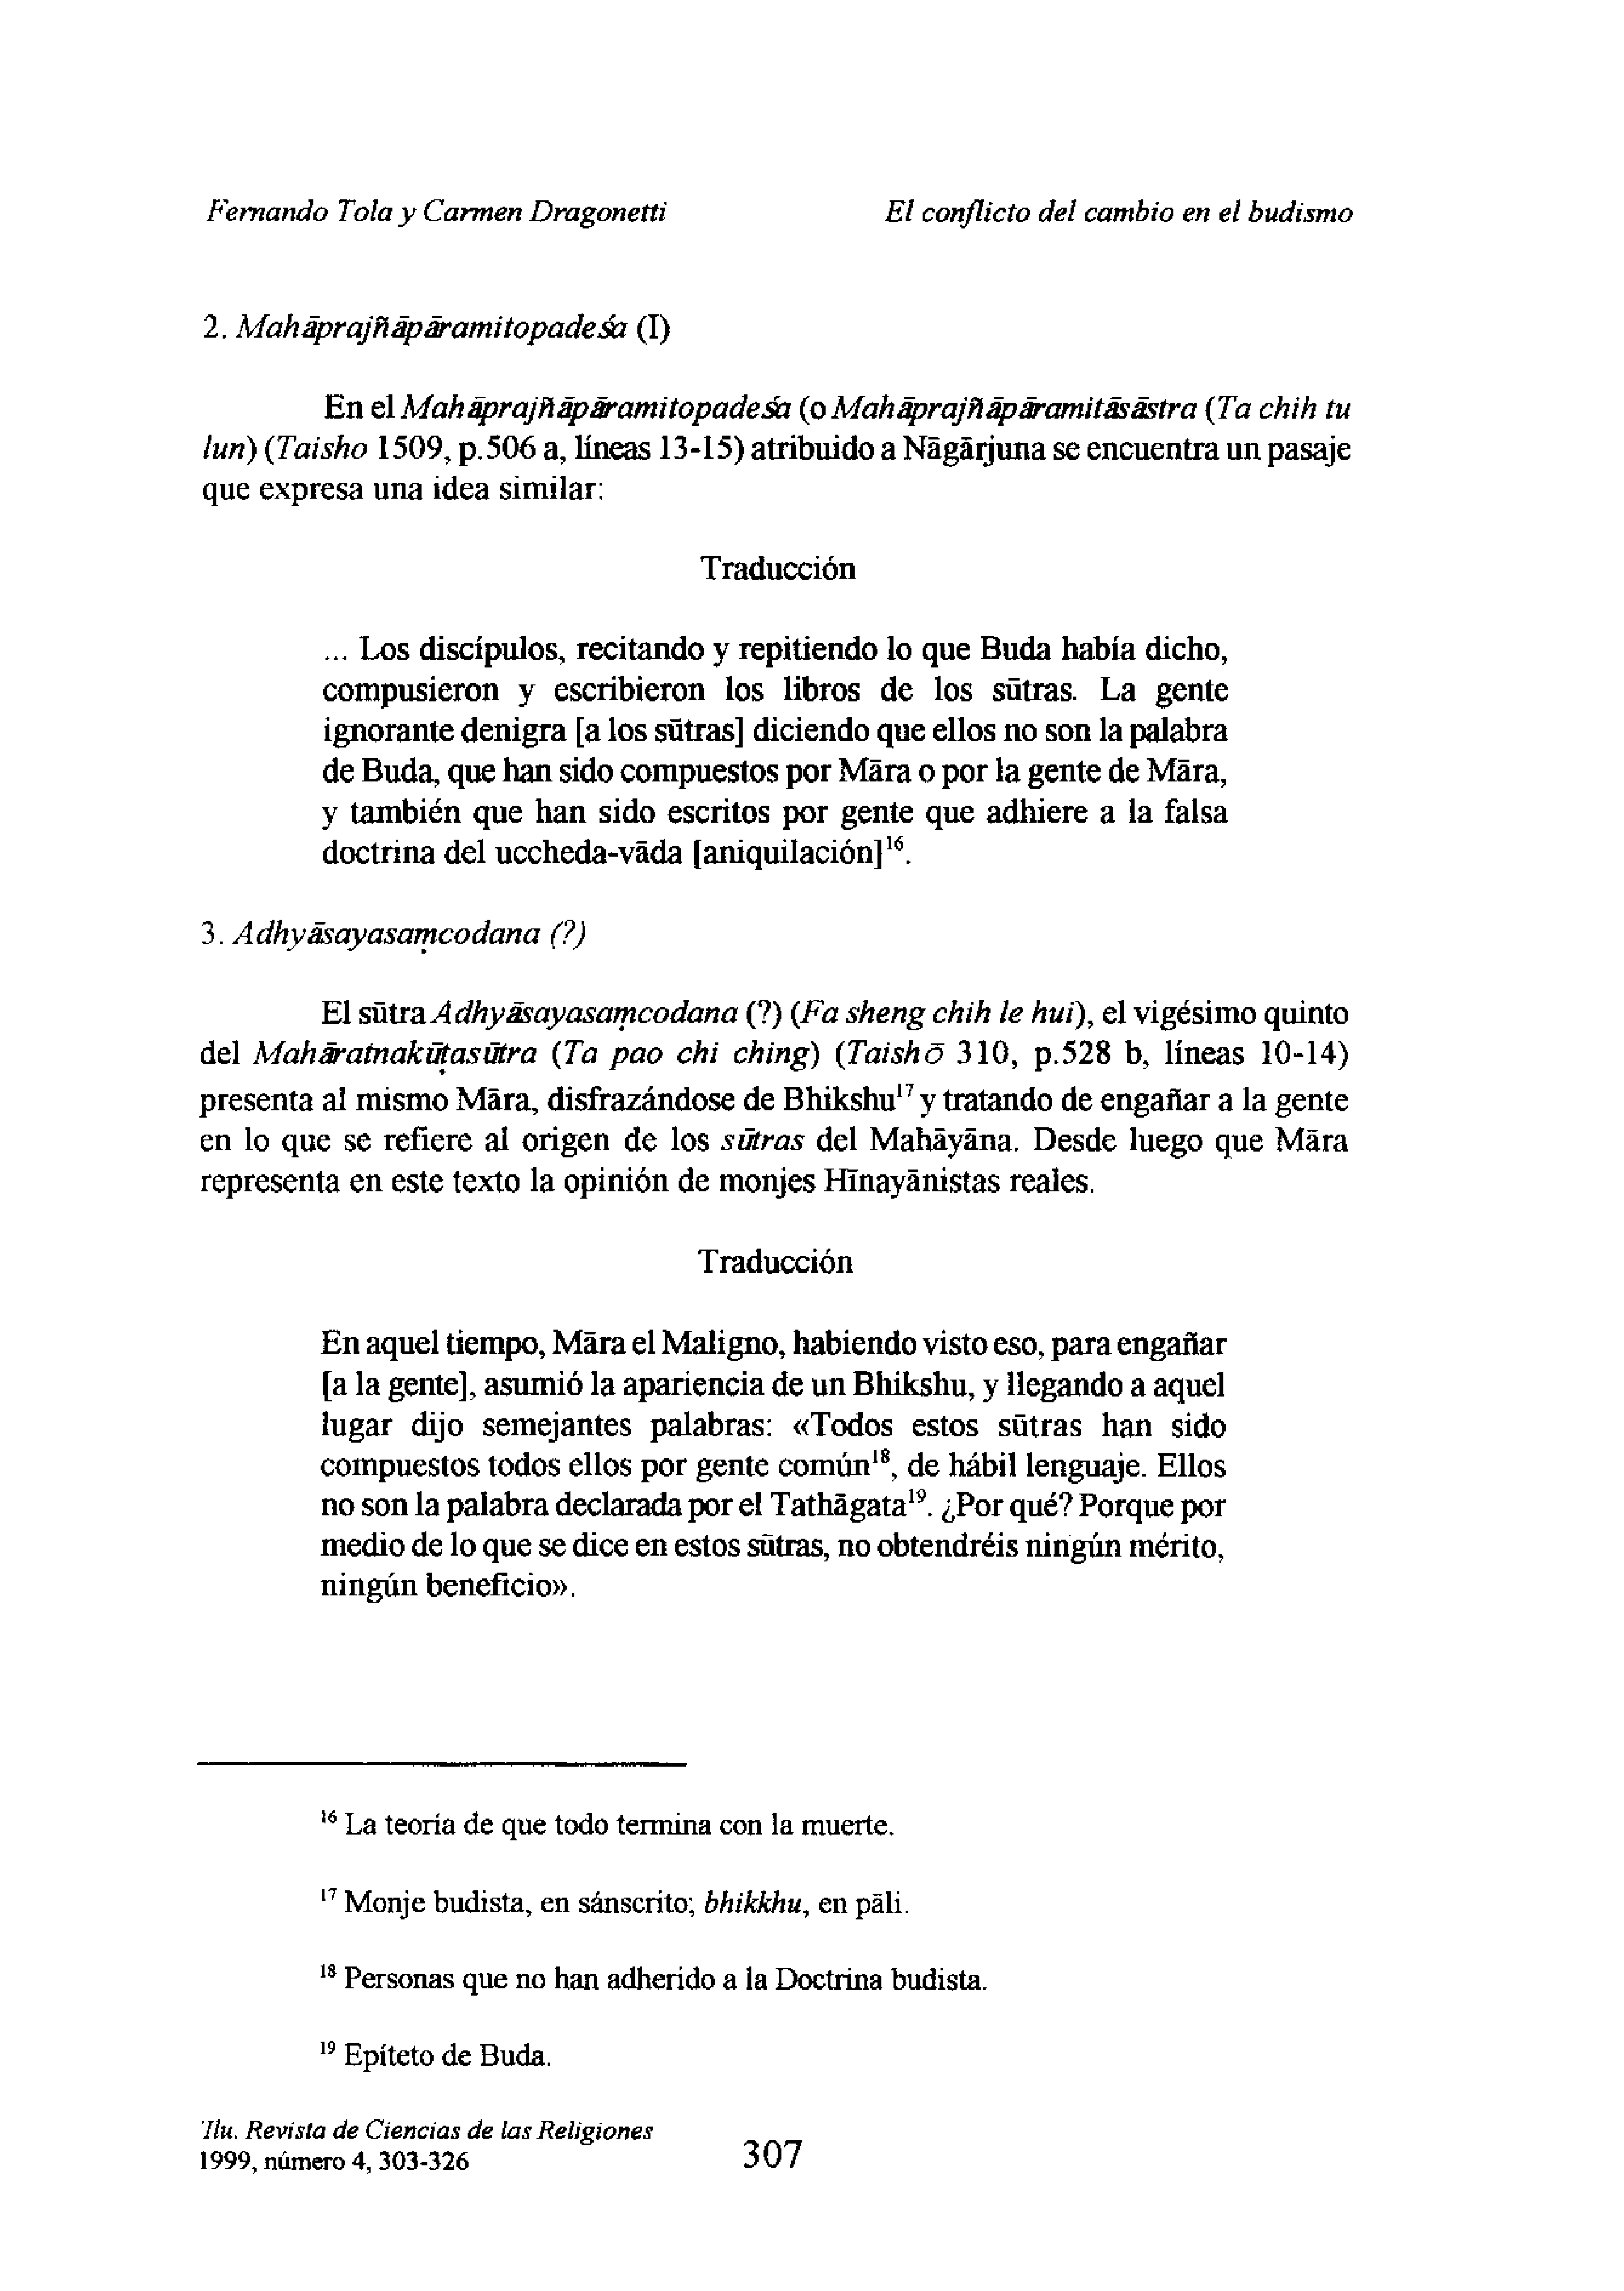 Fernando Tola y Carmen Dragonetti El conflicto del cambio en el budismo
2. Mahāprajñāpāramitopadeśa (I)
En el Mahāprajñāpāramitopadeśa (o Mahāprajñāpāramitāśāstra (Ta chih tu
lun) (Taisho 1509, p.506 a, líneas 13-15) atribuido a Nāgārjuna se encuentra un pasaje
que expresa una idea similar:
Traducción
... Los discípulos, recitando y repitiendo lo que Buda había dicho,
compusieron y escribieron los libros de los sūtras. La gente
ignorante denigra [a los sūtras] diciendo que ellos no son la palabra
de Buda, que han sido compuestos por Māra o por la gente de Māra,
y también que han sido escritos por gente que adhiere a la falsa
doctrina del uccheda-vāda [aniquilación]¹⁶.
3. Adhyāsayasaṃcodana (?)
El sūtra Adhyāsayasaṃcodana (?) (Fa sheng chih le hui), el vigésimo quinto
del Mahāratnakūṭasūtra (Ta pao chi ching) (Taishō 310, p.528 b, líneas 10-14)
presenta al mismo Māra, disfrazándose de Bhikshu¹⁷ y tratando de engañar a la gente
en lo que se refiere al origen de los sūtras del Mahāyāna. Desde luego que Māra
representa en este texto la opinión de monjes Hīnayānistas reales.
Traducción
En aquel tiempo, Māra el Maligno, habiendo visto eso, para engañar
[a la gente], asumió la apariencia de un Bhikshu, y llegando a aquel
lugar dijo semejantes palabras: «Todos estos sūtras han sido
compuestos todos ellos por gente común¹⁸, de hábil lenguaje. Ellos
no son la palabra declarada por el Tathāgata¹⁹. ¿Por qué? Porque por
medio de lo que se dice en estos sūtras, no obtendréis ningún mérito,
ningún beneficio».
¹⁶ La teoría de que todo termina con la muerte.
¹⁷ Monje budista, en sánscrito; bhikkhu, en pāli.
¹⁸ Personas que no han adherido a la Doctrina budista.
¹⁹ Epíteto de Buda.
'Ilu. Revista de Ciencias de las Religiones
1999, número 4, 303-326
307